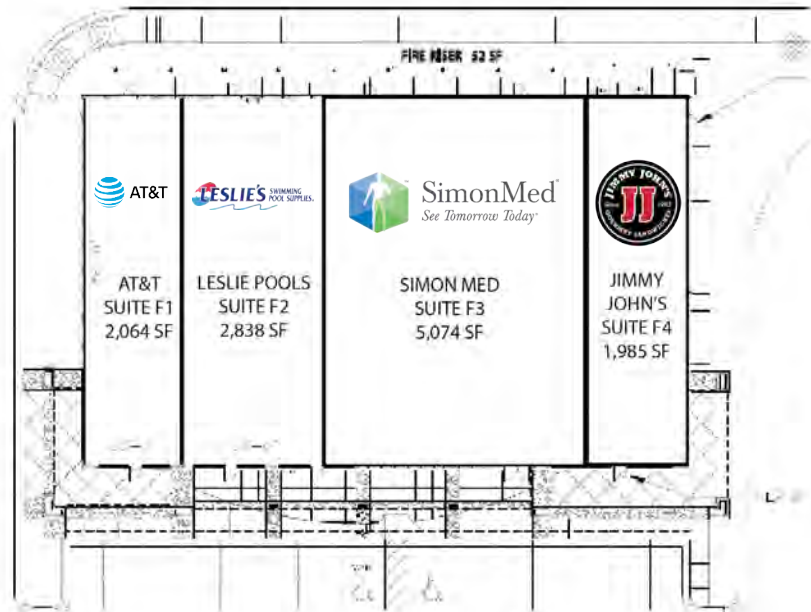 FIRE RISER 52 SF
AT&T
LESLIE'S SWIMMING
POOL SUPPLIES.
SimonMed
See Tomorrow Today
JIMMY JOHN'S
JJ
GOURMET SANDWICHES
AT&T
SUITE F1
2,064 SF
LESLIE POOLS
SUITE F2
2,838 SF
SIMON MED
SUITE F3
5,074 SF
JIMMY
JOHN'S
SUITE F4
1,985 SF